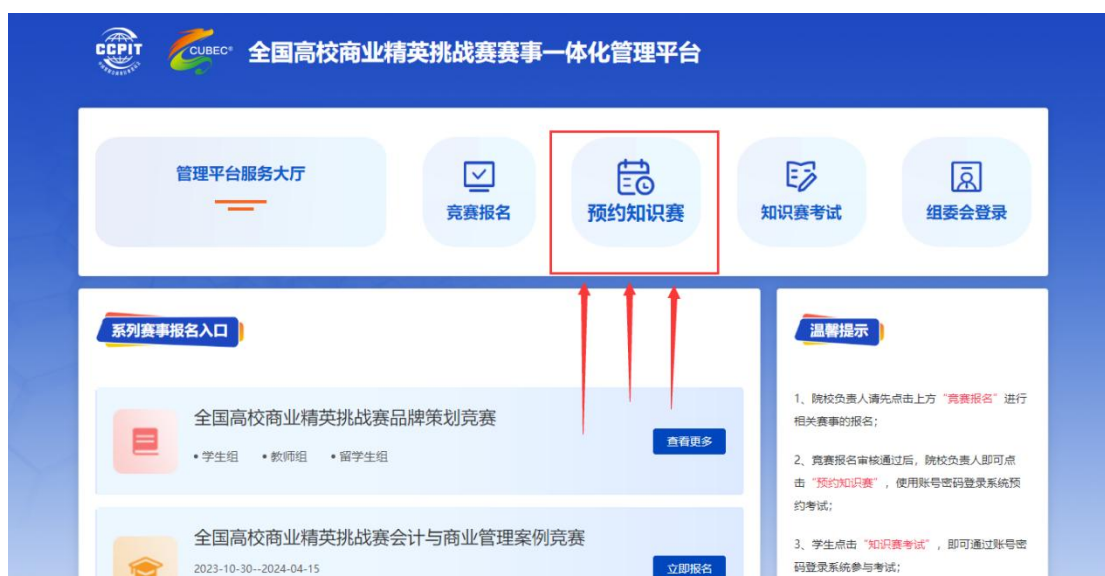 CCPIT
CUBEC®
全国高校商业精英挑战赛赛事一体化管理平台
管理平台服务大厅
竞赛报名
预约知识赛
知识赛考试
组委会登录
系列赛事报名入口
全国高校商业精英挑战赛品牌策划竞赛
• 学生组 • 教师组 • 留学生组
查看更多
全国高校商业精英挑战赛会计与商业管理案例竞赛
2023-10-30--2024-04-15
立即报名
温馨提示
1、院校负责人请先点击上方“竞赛报名”进行
相关赛事的报名；
2、竞赛报名审核通过后，院校负责人即可点
击“预约知识赛”，使用账号密码登录系统预
约考试；
3、学生点击“知识赛考试”，即可通过账号密
码登录系统参与考试；